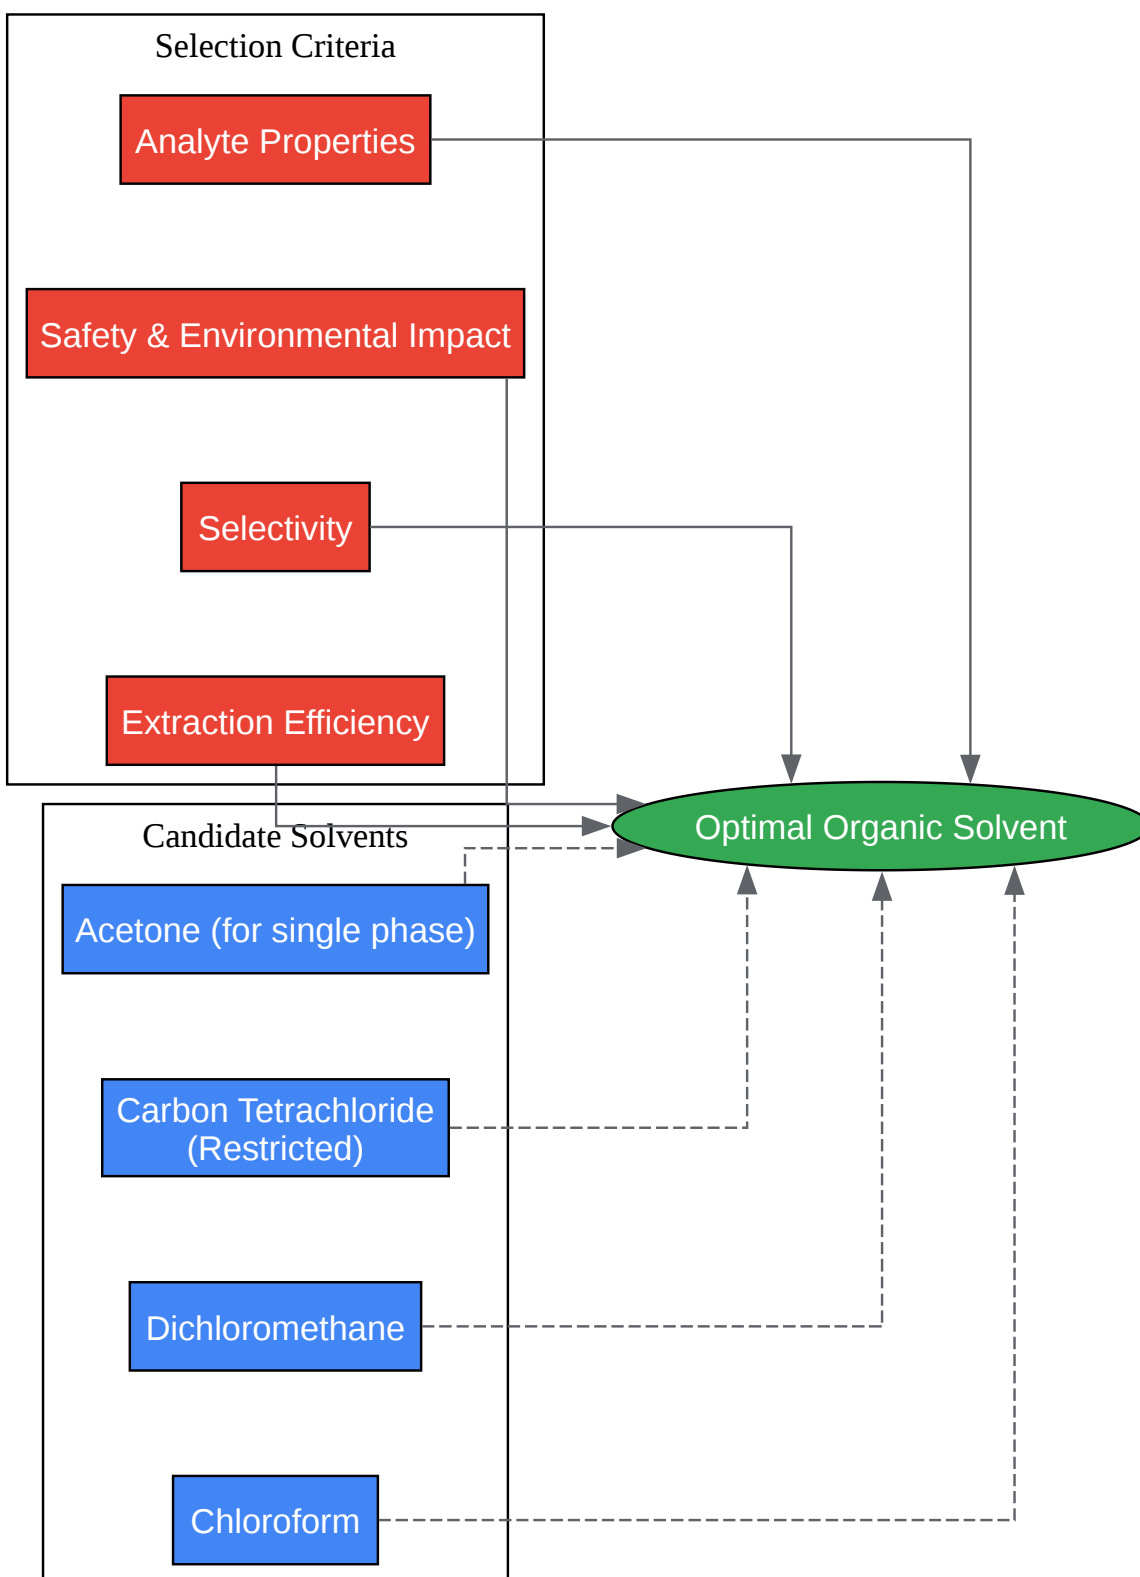 Selection Criteria
Analyte Properties
Safety & Environmental Impact
Selectivity
Extraction Efficiency
Optimal Organic Solvent
Candidate Solvents
Acetone (for single phase)
Carbon Tetrachloride
(Restricted)
Dichloromethane
Chloroform